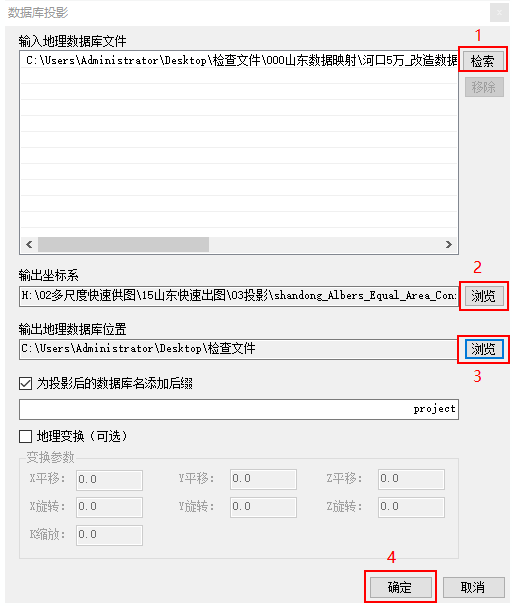 数据库投影
1
输入地理数据库文件
C:\Users\Administrator\Desktop\检查文件\000山东数据映射\河口5万_改造数据
检索
移除
2
输出坐标系
H:\02多尺度快速供图\15山东快速出图\03投影\shandong_Albers_Equal_Area_Con
浏览
输出地理数据库位置
C:\Users\Administrator\Desktop\检查文件
浏览
3
为投影后的数据库名添加后缀
project
地理变换（可选）
变换参数
X平移: 0.0 Y平移: 0.0 Z平移: 0.0
X旋转: 0.0 Y旋转: 0.0 Z旋转: 0.0
K缩放: 0.0
4
确定 取消